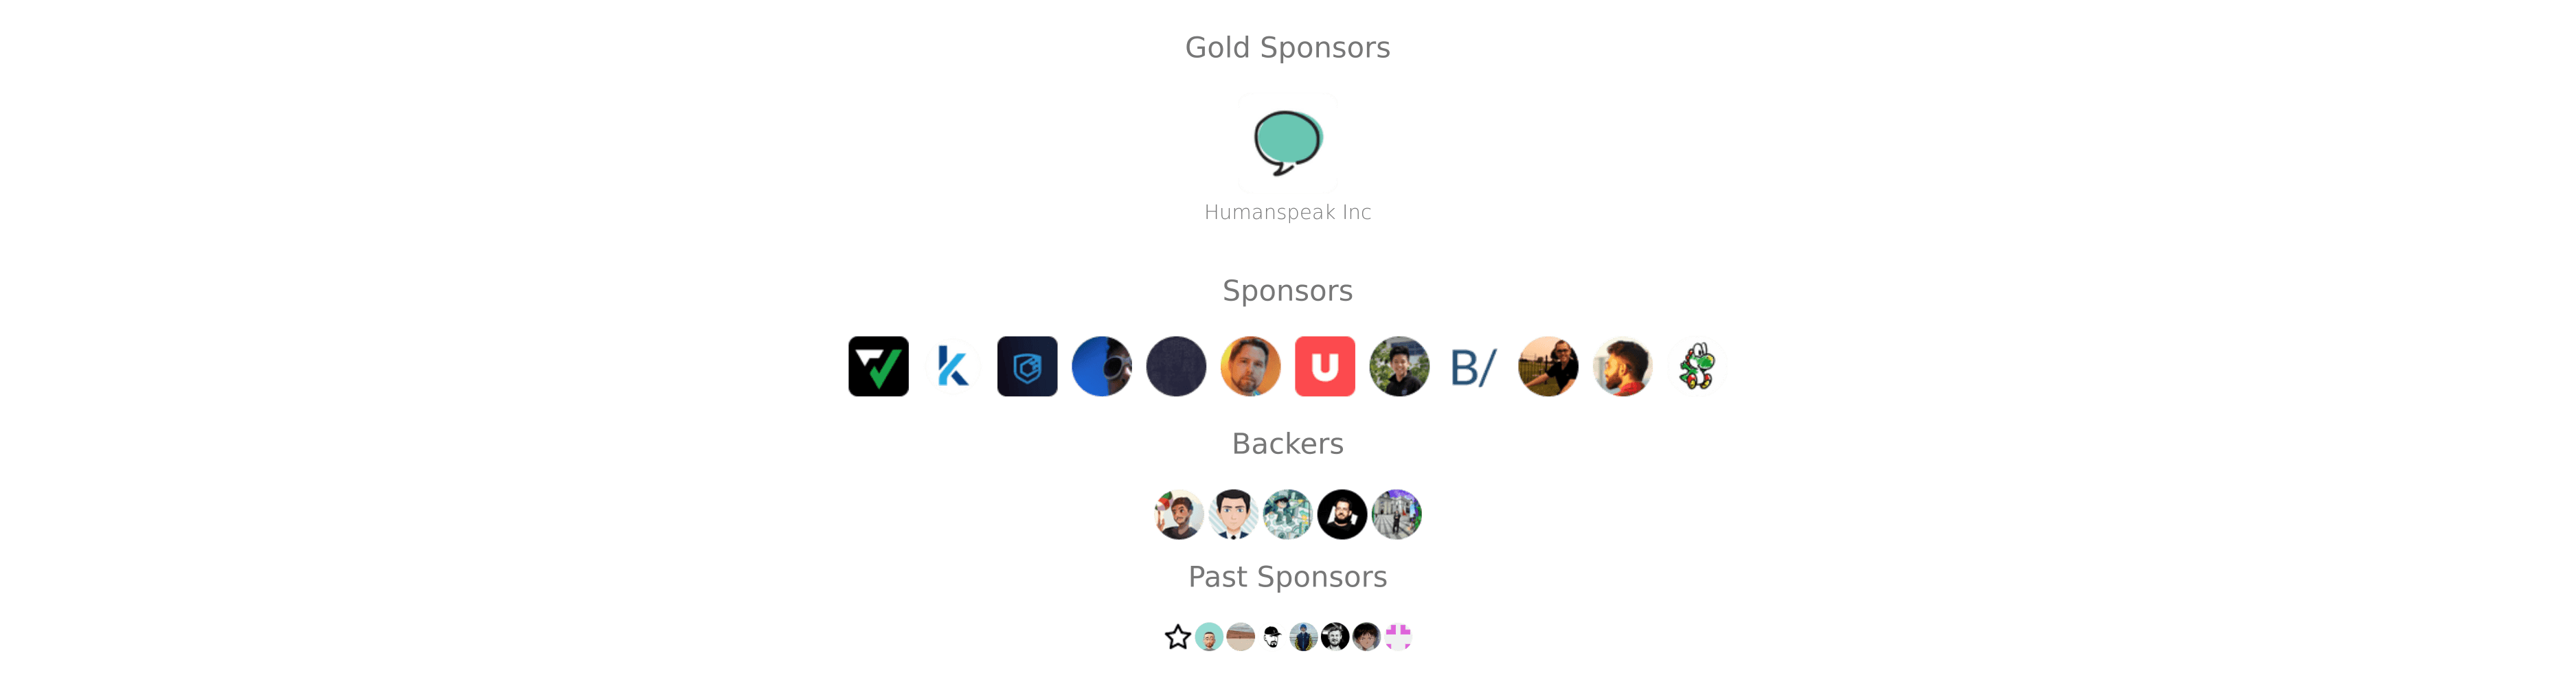 Gold Sponsors
Humanspeak Inc
Sponsors
U
B/
Backers
Past Sponsors